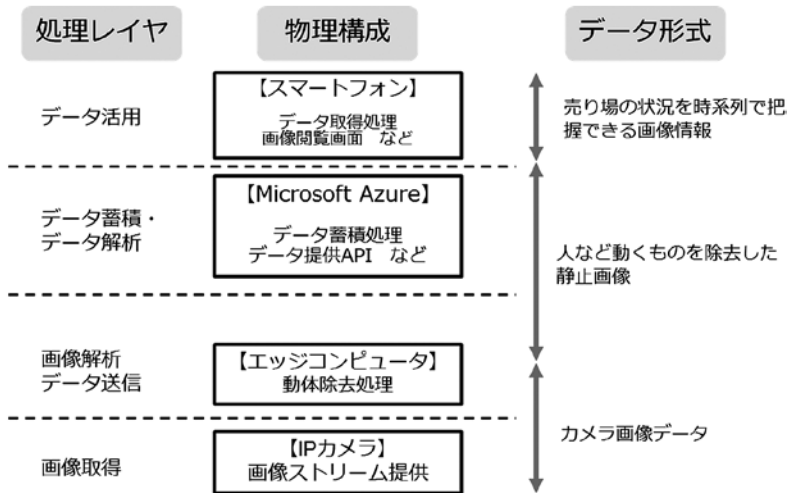 処理レイヤ
物理構成
データ形式
データ活用
【スマートフォン】
データ取得処理
画像閲覧画面 など
売り場の状況を時系列で把
握できる画像情報
データ蓄積・
データ解析
【Microsoft Azure】
データ蓄積処理
データ提供API など
人など動くものを除去した
静止画像
画像解析
データ送信
【エッジコンピュータ】
動体除去処理
カメラ画像データ
画像取得
【IPカメラ】
画像ストリーム提供